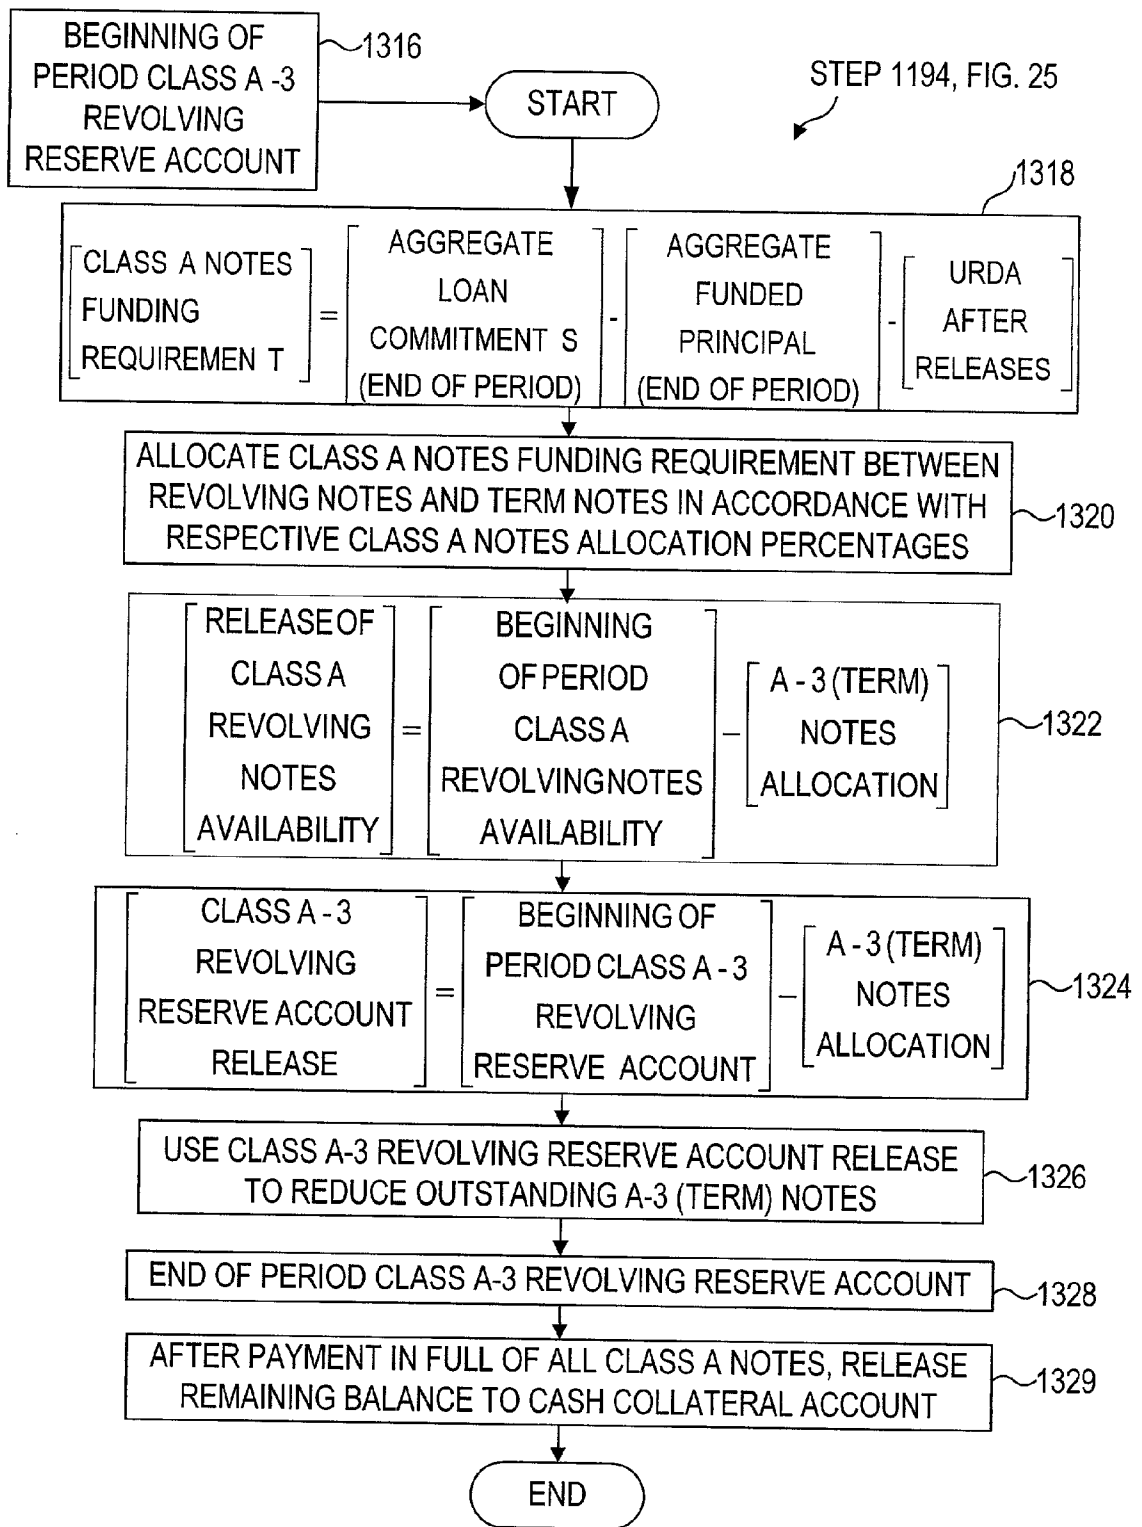 BEGINNING OF
PERIOD CLASS A -3
REVOLVING
RESERVE ACCOUNT
1316
START
STEP 1194, FIG. 25
1318
CLASS A NOTES
FUNDING
REQUIREMEN T
=
AGGREGATE
LOAN
COMMITMENT S
(END OF PERIOD)
-
AGGREGATE
FUNDED
PRINCIPAL
(END OF PERIOD)
-
URDA
AFTER
RELEASES
ALLOCATE CLASS A NOTES FUNDING REQUIREMENT BETWEEN
REVOLVING NOTES AND TERM NOTES IN ACCORDANCE WITH
RESPECTIVE CLASS A NOTES ALLOCATION PERCENTAGES
1320
RELEASE OF
CLASS A
REVOLVING
NOTES
AVAILABILITY
=
BEGINNING
OF PERIOD
CLASS A
REVOLVING NOTES
AVAILABILITY
-
A - 3 (TERM)
NOTES
ALLOCATION
1322
CLASS A - 3
REVOLVING
RESERVE ACCOUNT
RELEASE
=
BEGINNING OF
PERIOD CLASS A - 3
REVOLVING
RESERVE ACCOUNT
-
A - 3 (TERM)
NOTES
ALLOCATION
1324
USE CLASS A-3 REVOLVING RESERVE ACCOUNT RELEASE
TO REDUCE OUTSTANDING A-3 (TERM) NOTES
1326
END OF PERIOD CLASS A-3 REVOLVING RESERVE ACCOUNT
1328
AFTER PAYMENT IN FULL OF ALL CLASS A NOTES, RELEASE
REMAINING BALANCE TO CASH COLLATERAL ACCOUNT
1329
END